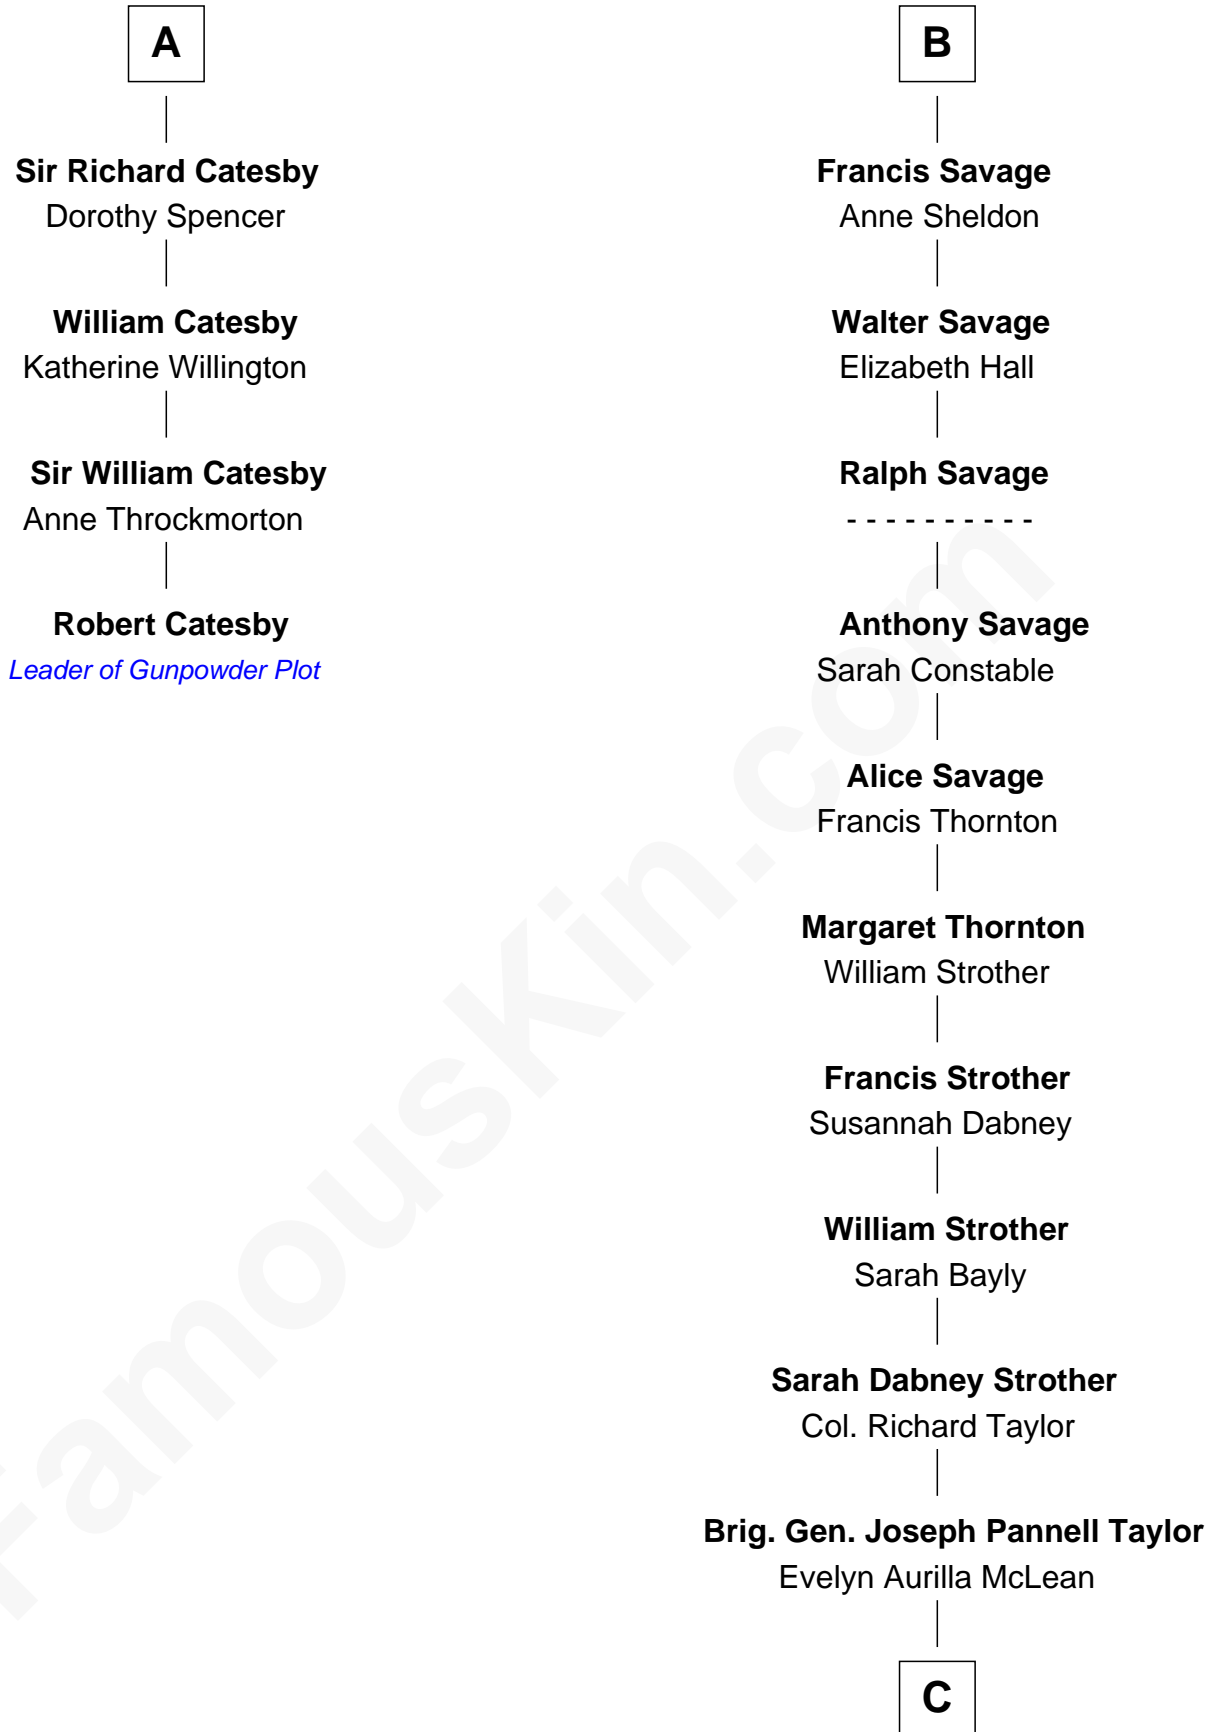 A
Sir Richard Catesby
Dorothy Spencer
William Catesby
Katherine Willington
Sir William Catesby
Anne Throckmorton
Robert Catesby
Leader of Gunpowder Plot
B
Francis Savage
Anne Sheldon
Walter Savage
Elizabeth Hall
Ralph Savage
- - - - - - - - - -
Anthony Savage
Sarah Constable
Alice Savage
Francis Thornton
Margaret Thornton
William Strother
Francis Strother
Susannah Dabney
William Strother
Sarah Bayly
Sarah Dabney Strother
Col. Richard Taylor
Brig. Gen. Joseph Pannell Taylor
Evelyn Aurilla McLean
C
FamousKin.com